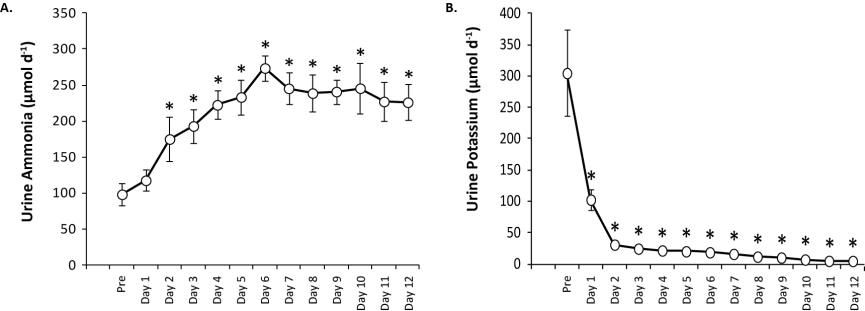 A.
Urine Ammonia (µmol d⁻¹)
350
300
250
200
150
100
50
0
* * * * * * * * * * *
Pre
Day 1
Day 2
Day 3
Day 4
Day 5
Day 6
Day 7
Day 8
Day 9
Day 10
Day 11
Day 12
B.
Urine Potassium (µmol d⁻¹)
400
350
300
250
200
150
100
50
0
* * * * * * * * * * * *
Pre
Day 1
Day 2
Day 3
Day 4
Day 5
Day 6
Day 7
Day 8
Day 9
Day 10
Day 11
Day 12